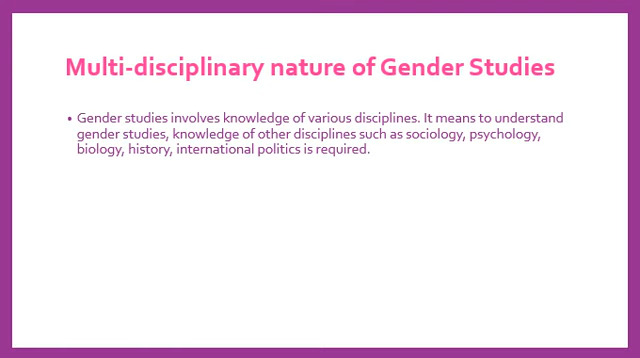 Multi-disciplinary nature of Gender Studies
• Gender studies involves knowledge of various disciplines. It means to understand
gender studies, knowledge of other disciplines such as sociology, psychology,
biology, history, international politics is required.